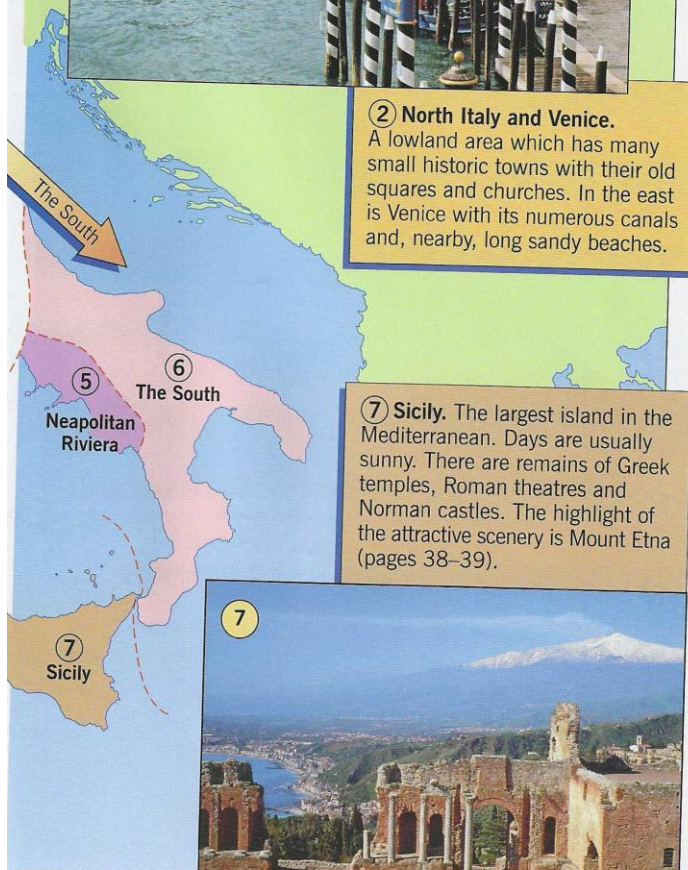 ② North Italy and Venice.
A lowland area which has many
small historic towns with their old
squares and churches. In the east
is Venice with its numerous canals
and, nearby, long sandy beaches.
The South
⑤
Neapolitan
Riviera
⑥
The South
⑦ Sicily. The largest island in the
Mediterranean. Days are usually
sunny. There are remains of Greek
temples, Roman theatres and
Norman castles. The highlight of
the attractive scenery is Mount Etna
(pages 38–39).
⑦
Sicily
7